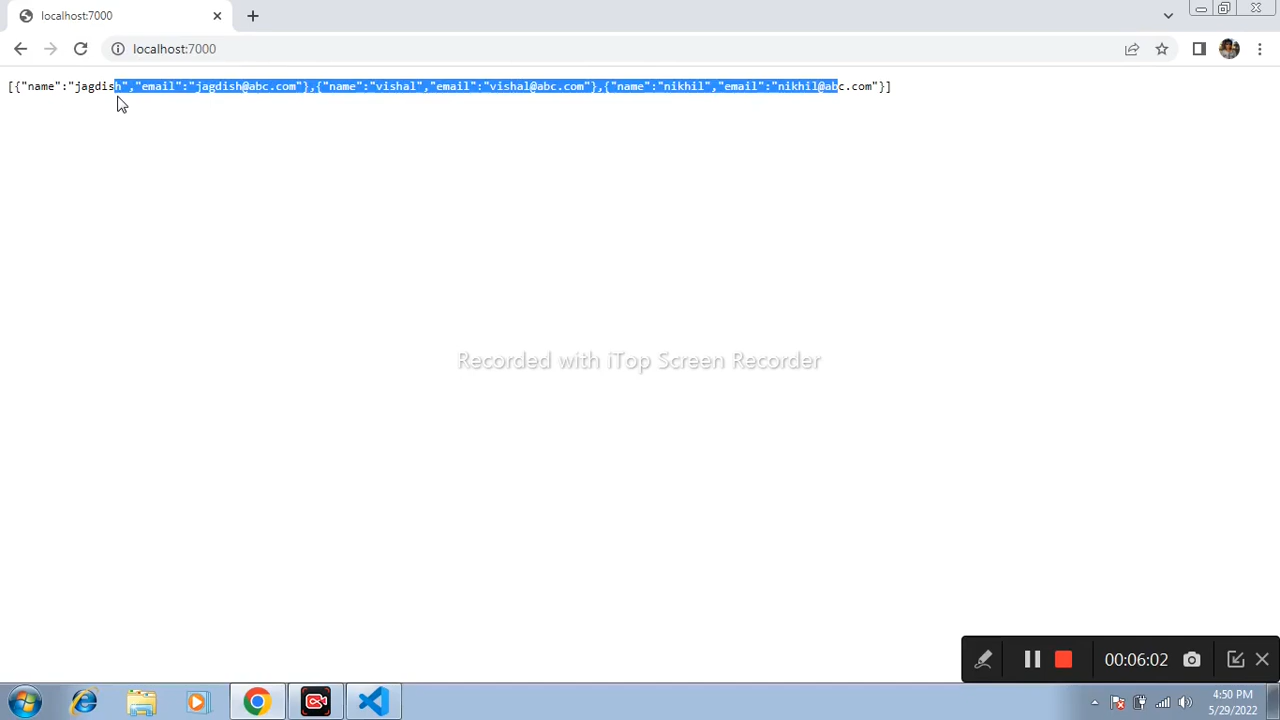 localhost:7000
localhost:7000
[{"name":"jagdish","email":"jagdish@abc.com"},{"name":"vishal","email":"vishal@abc.com"},{"name":"nikhil","email":"nikhil@abc.com"}]
Recorded with iTop Screen Recorder
00:06:02
4:50 PM
5/29/2022